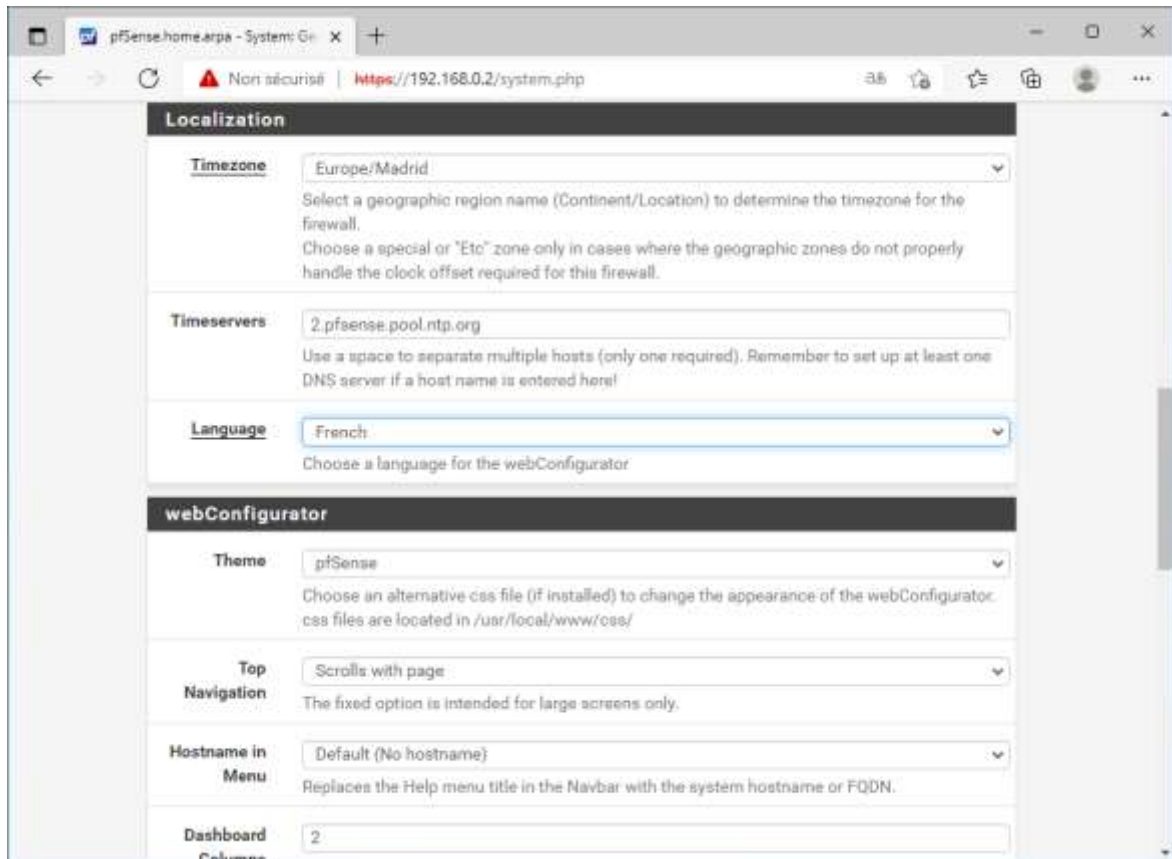 pfSense.home.arpa - System: Ge
Non sécurisé | https://192.168.0.2/system.php
Localization
Timezone
Europe/Madrid
Select a geographic region name (Continent/Location) to determine the timezone for the
firewall.
Choose a special or "Etc" zone only in cases where the geographic zones do not properly
handle the clock offset required for this firewall.
Timeservers
2.pfsense.pool.ntp.org
Use a space to separate multiple hosts (only one required). Remember to set up at least one
DNS server if a host name is entered here!
Language
French
Choose a language for the webConfigurator
webConfigurator
Theme
pfSense
Choose an alternative css file (if installed) to change the appearance of the webConfigurator.
css files are located in /usr/local/www/css/
Top
Navigation
Scrolls with page
The fixed option is intended for large screens only.
Hostname in
Menu
Default (No hostname)
Replaces the Help menu title in the Navbar with the system hostname or FQDN.
Dashboard
Columns
2